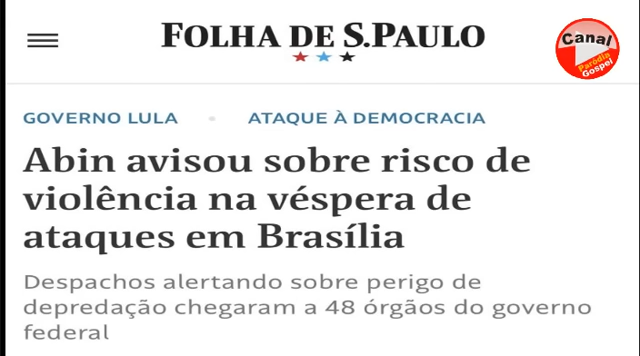 FOLHA DE S.PAULO
Canal
Paródia
Gospel
GOVERNO LULA • ATAQUE À DEMOCRACIA
Abin avisou sobre risco de
violência na véspera de
ataques em Brasília
Despachos alertando sobre perigo de
depredação chegaram a 48 órgãos do governo
federal